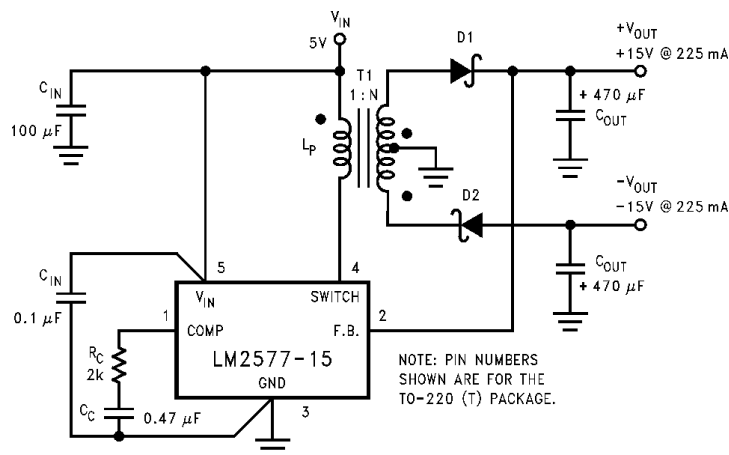 V_IN
5V
D1
+V_OUT
+15V @ 225 mA
C_IN
100 μF
T1
1:N
L_P
+ 470 μF
C_OUT
D2
-V_OUT
-15V @ 225 mA
C_OUT
+ 470 μF
C_IN
0.1 μF
5
4
V_IN
SWITCH
1
2
COMP
F.B.
LM2577-15
GND
3
R_C
2k
C_C
0.47 μF
NOTE: PIN NUMBERS
SHOWN ARE FOR THE
TO-220 (T) PACKAGE.